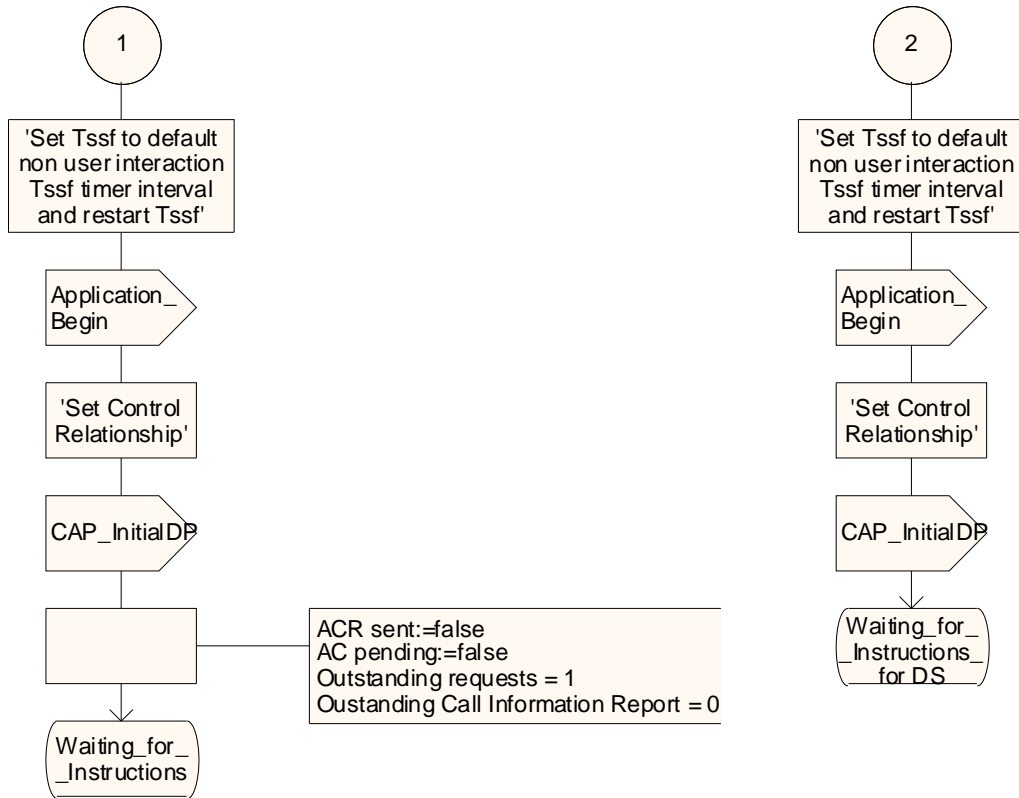 1
'Set Tssf to default
non user interaction
Tssf timer interval
and restart Tssf'
Application_
Begin
'Set Control
Relationship'
CAP_InitialDP
ACR sent:=false
AC pending:=false
Outstanding requests = 1
Oustanding Call Information Report = 0
Waiting_for_
_Instructions
2
'Set Tssf to default
non user interaction
Tssf timer interval
and restart Tssf'
Application_
Begin
'Set Control
Relationship'
CAP_InitialDP
Waiting_for_
_Instructions_
for DS